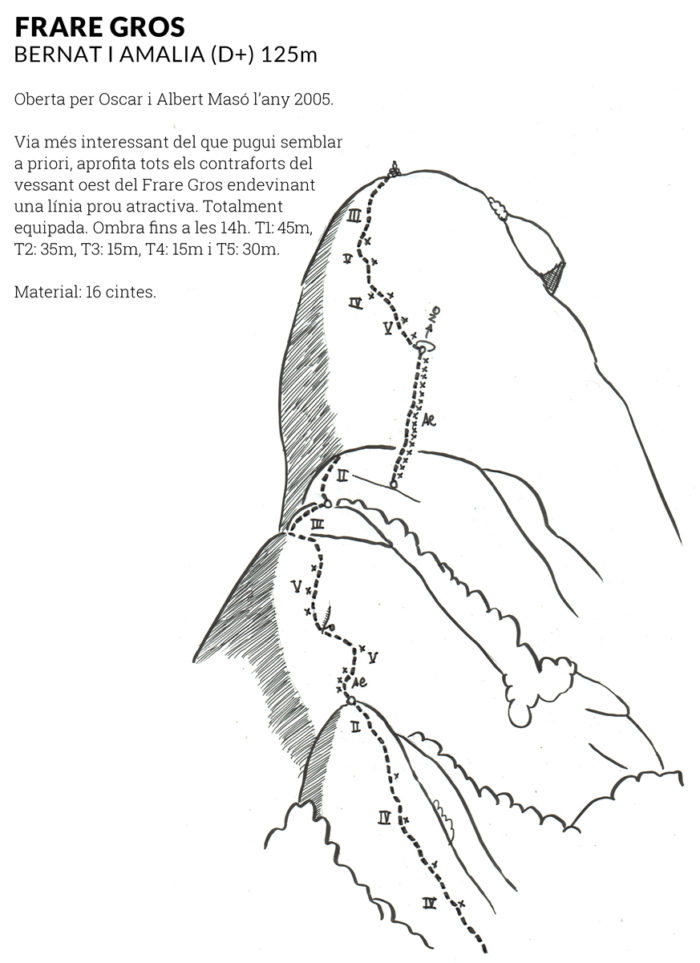 FRARE GROS
BERNAT I AMALIA (D+) 125m
Oberta per Oscar i Albert Masó l'any 2005.
Via més interessant del que pugui semblar
a priori, aprofita tots els contraforts del
vessant oest del Frare Gros endevinant
una línia prou atractiva. Totalment
equipada. Ombra fins a les 14h. T1: 45m,
T2: 35m, T3: 15m, T4: 15m i T5: 30m.
Material: 16 cintes.
III
V
IV
V
Ae
II
III
V
V
Ae
II
IV
IV